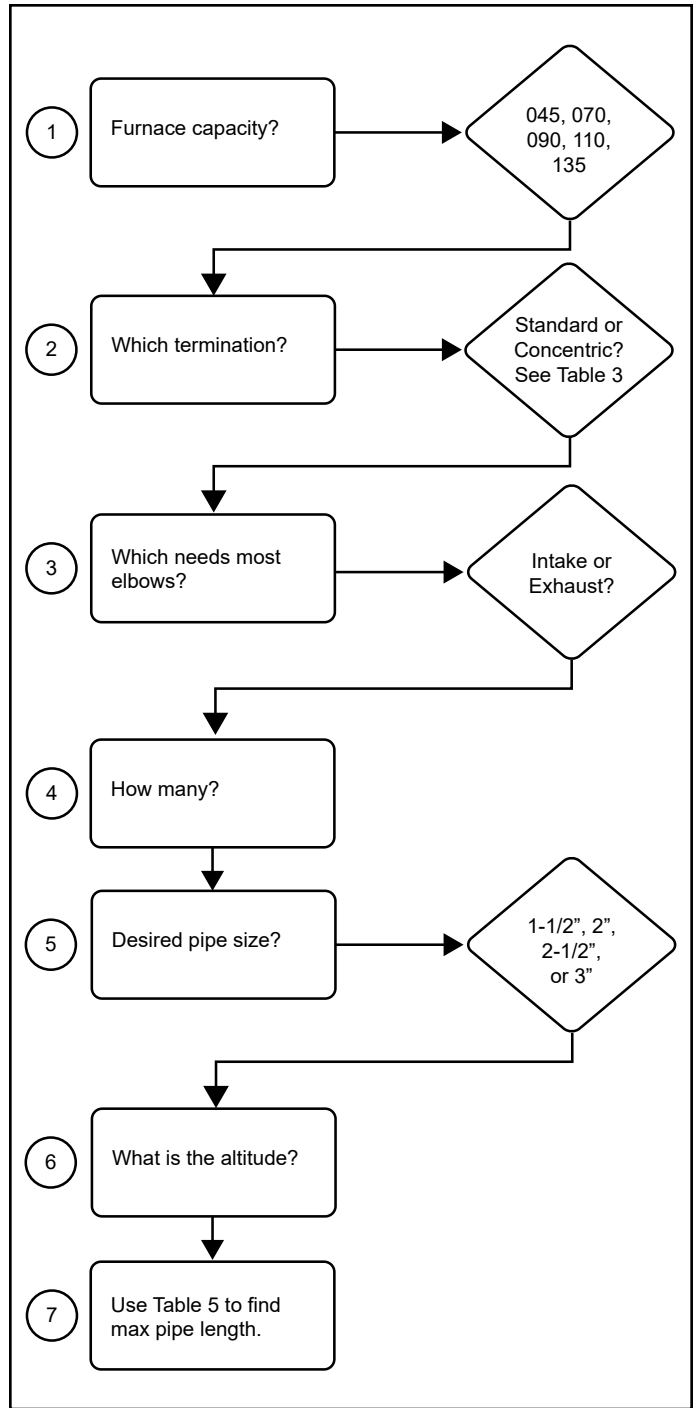 1
Furnace capacity?
045, 070,
090, 110,
135
2
Which termination?
Standard or
Concentric?
See Table 3
3
Which needs most
elbows?
Intake or
Exhaust?
4
How many?
5
Desired pipe size?
1-1/2”, 2”,
2-1/2”,
or 3”
6
What is the altitude?
7
Use Table 5 to find
max pipe length.